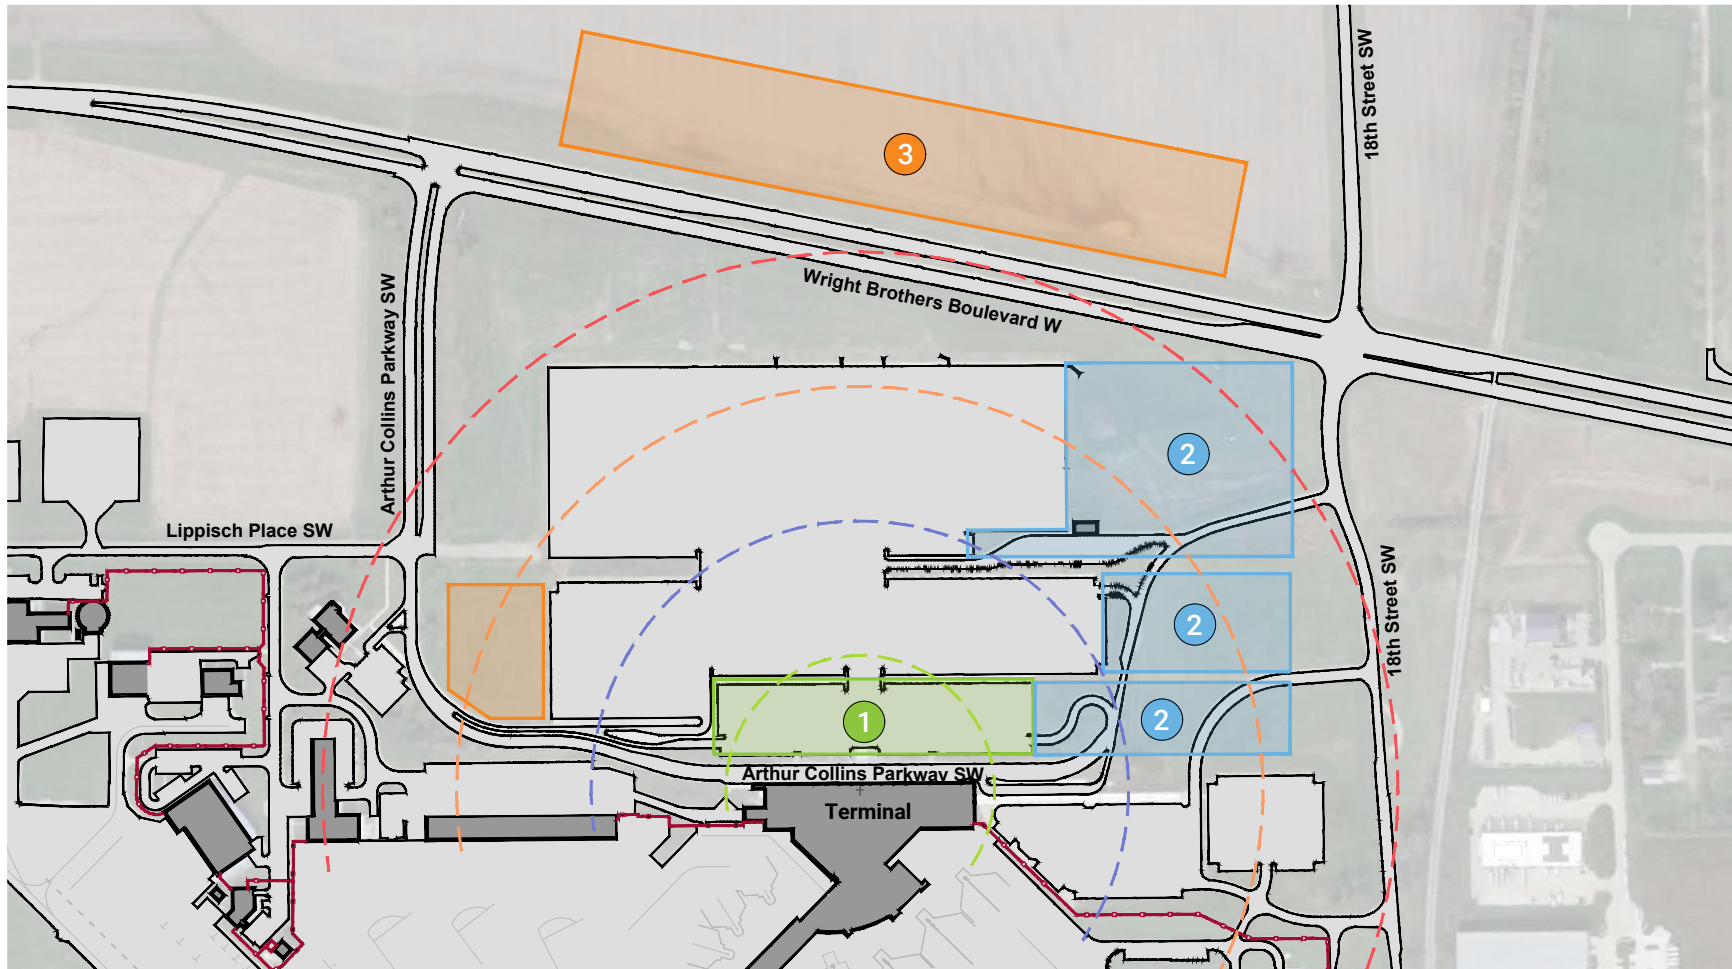 18th Street SW
3
Wright Brothers Boulevard W
Arthur Collins Parkway SW
2
Lippisch Place SW
18th Street SW
2
1
2
Arthur Collins Parkway SW
Terminal